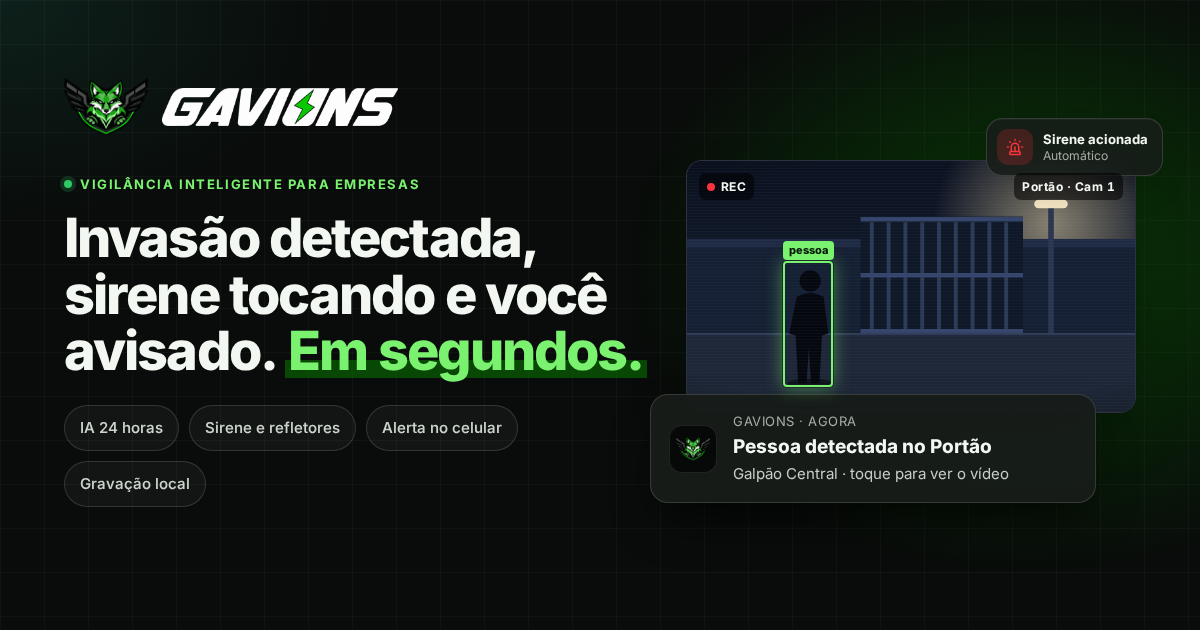 GAVIONS
VIGILÂNCIA INTELIGENTE PARA EMPRESAS
Invasão detectada,
sirene tocando e você
avisado. Em segundos.
IA 24 horas
Sirene e refletores
Alerta no celular
Gravação local
Sirene acionada
Automático
REC
Portão · Cam 1
pessoa
GAVIONS · AGORA
Pessoa detectada no Portão
Galpão Central · toque para ver o vídeo